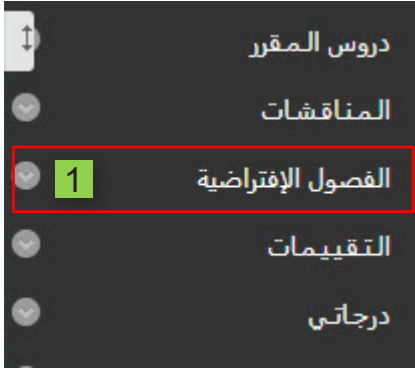 دروس المقرر
المناقشات
الفصول الإفتراضية 1
التقييمات
درجاتي